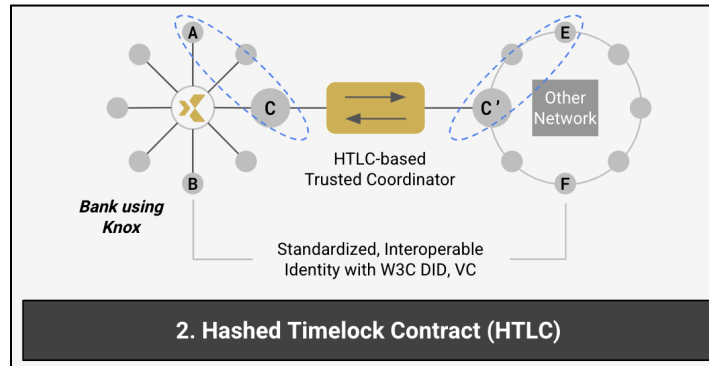 A
E
C
C'
Other
Network
HTLC-based
Trusted Coordinator
B
F
Bank using
Knox
Standardized, Interoperable
Identity with W3C DID, VC
2. Hashed Timelock Contract (HTLC)